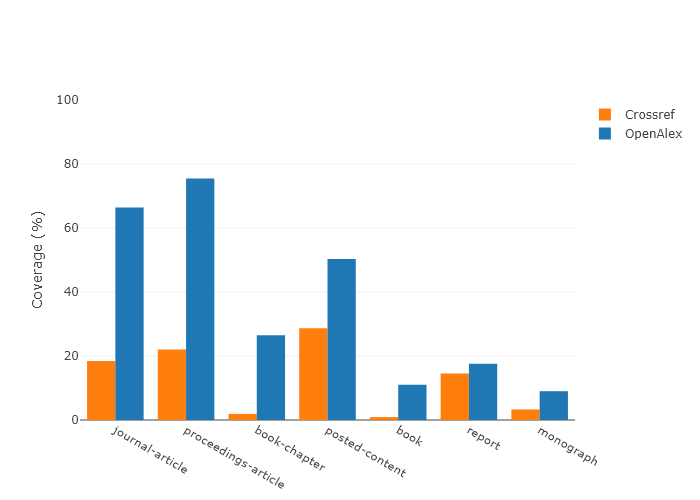 Crossref
OpenAlex
Coverage (%)
100
80
60
40
20
0
journal-article
proceedings-article
book-chapter
posted-content
book
report
monograph